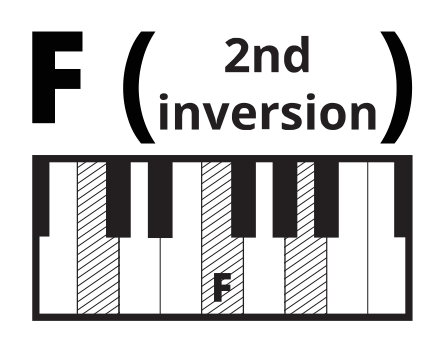 F (2nd
inversion)
F